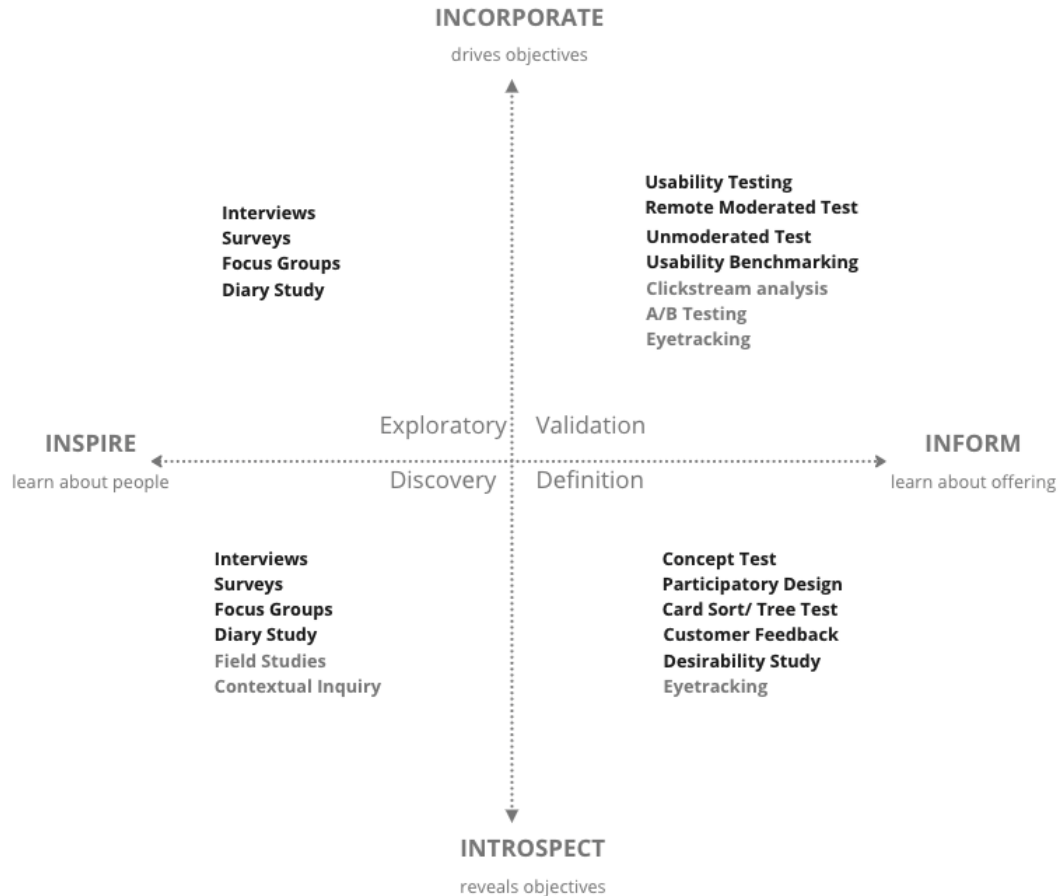 INCORPORATE
drives objectives
Interviews
Surveys
Focus Groups
Diary Study
Usability Testing
Remote Moderated Test
Unmoderated Test
Usability Benchmarking
Clickstream analysis
A/B Testing
Eyetracking
Exploratory
Validation
INSPIRE
learn about people
INFORM
learn about offering
Discovery
Definition
Interviews
Surveys
Focus Groups
Diary Study
Field Studies
Contextual Inquiry
Concept Test
Participatory Design
Card Sort/ Tree Test
Customer Feedback
Desirability Study
Eyetracking
INTROSPECT
reveals objectives